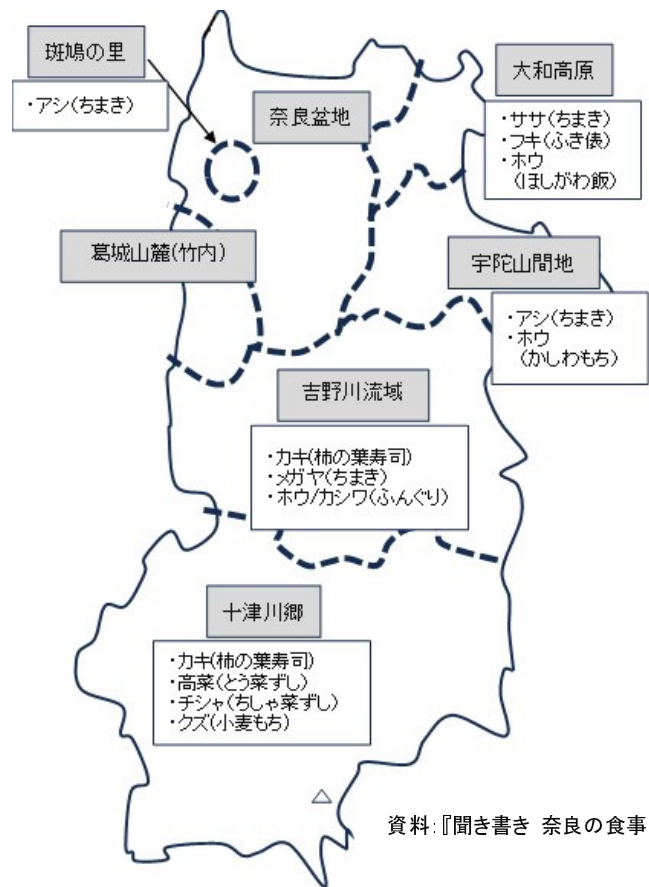 斑鳩の里
・アシ(ちまき)
奈良盆地
大和高原
・ササ(ちまき)
・フキ(ふき俵)
・ホウ
(ほしがわ飯)
葛城山麓(竹内)
宇陀山間地
・アシ(ちまき)
・ホウ
(かしわもち)
吉野川流域
・カキ(柿の葉寿司)
・メガヤ(ちまき)
・ホウ/カシワ(ふんぐり)
十津川郷
・カキ(柿の葉寿司)
・高菜(とう菜ずし)
・チシャ(ちしゃ菜ずし)
・クズ(小麦もち)
資料:『聞き書き 奈良の食事